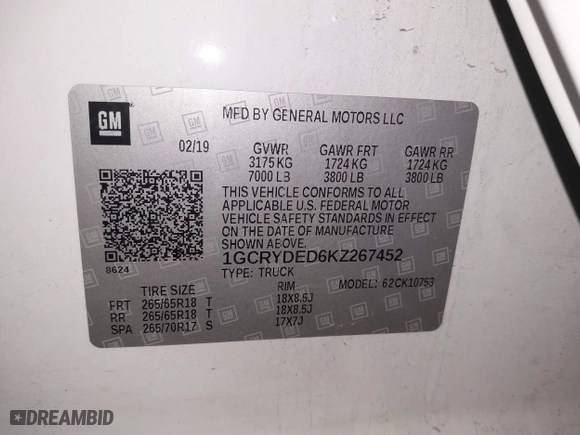 GM
MFD BY GENERAL MOTORS LLC
02/19 GVWR GAWR FRT GAWR RR
3175 KG 1724 KG 1724 KG
7000 LB 3800 LB 3800 LB
THIS VEHICLE CONFORMS TO ALL
APPLICABLE U.S. FEDERAL MOTOR
VEHICLE SAFETY STANDARDS IN EFFECT
ON THE DATE OF MANUFACTURE
SHOWN ABOVE.
8624 1GCRYDED6KZ267452
TYPE: TRUCK MODEL: 62CK10753
TIRE SIZE RIM
FRT 265/65R18 T 18X8.5J
RR 265/65R18 T 18X8.5J
SPA 265/70R17 S 17X7J
DREAMBID